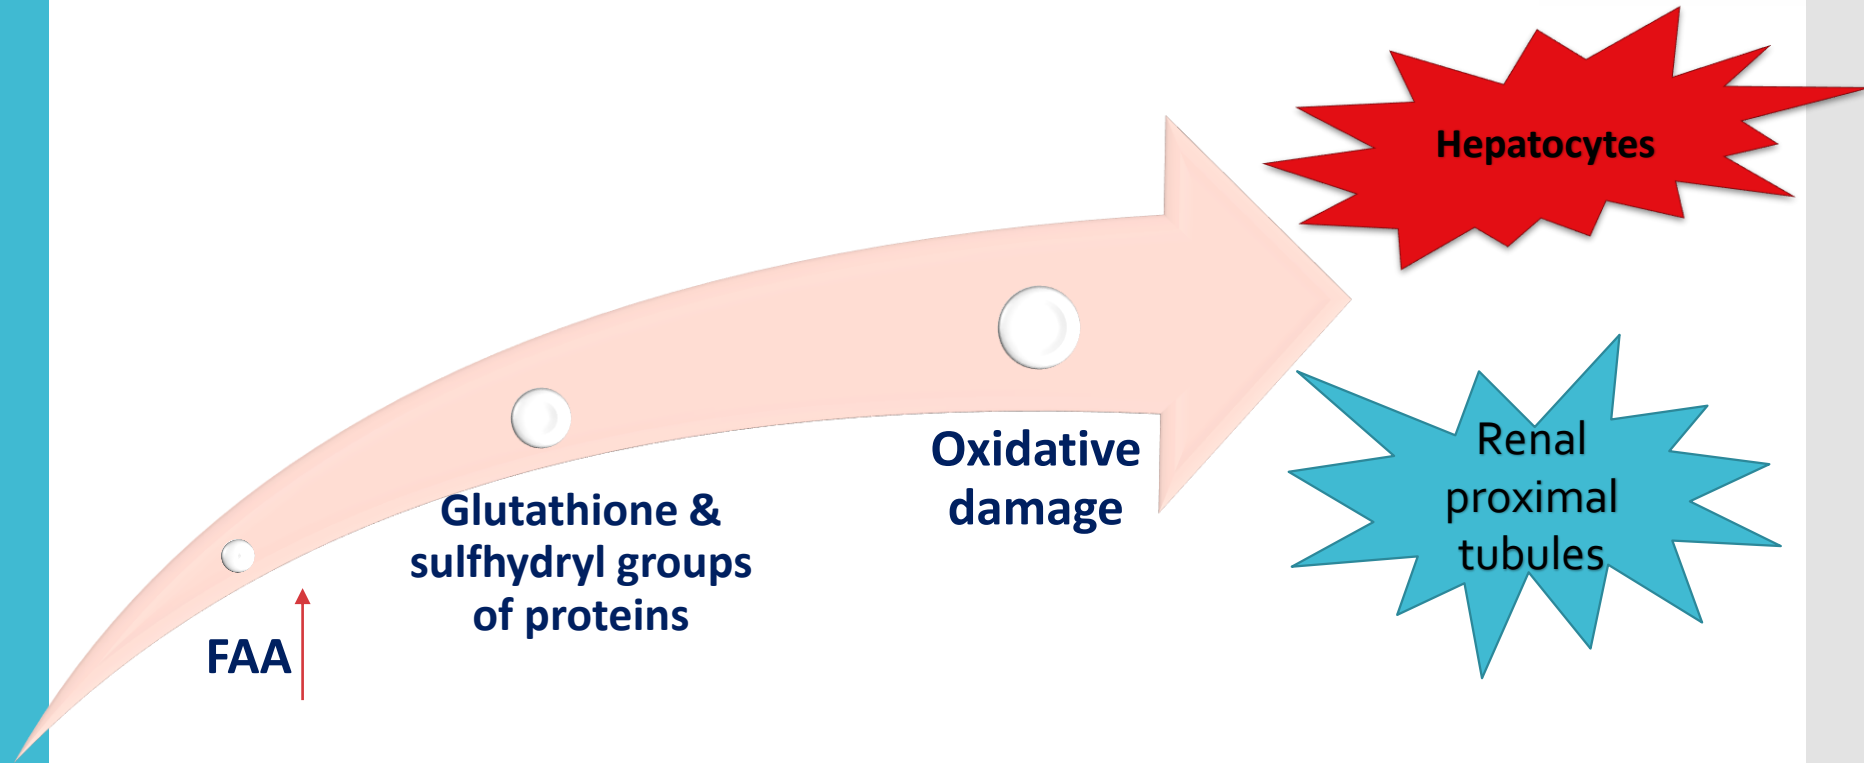 FAA
Glutathione &
sulfhydryl groups
of proteins
Oxidative
damage
Hepatocytes
Renal
proximal
tubules